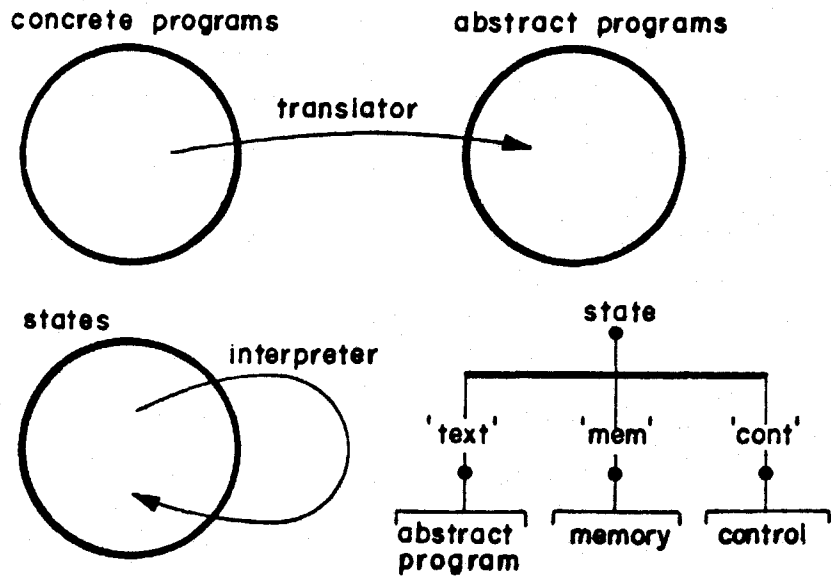 concrete programs
abstract programs
translator
states
interpreter
state
'text' 'mem' 'cont'
abstract program
memory
control